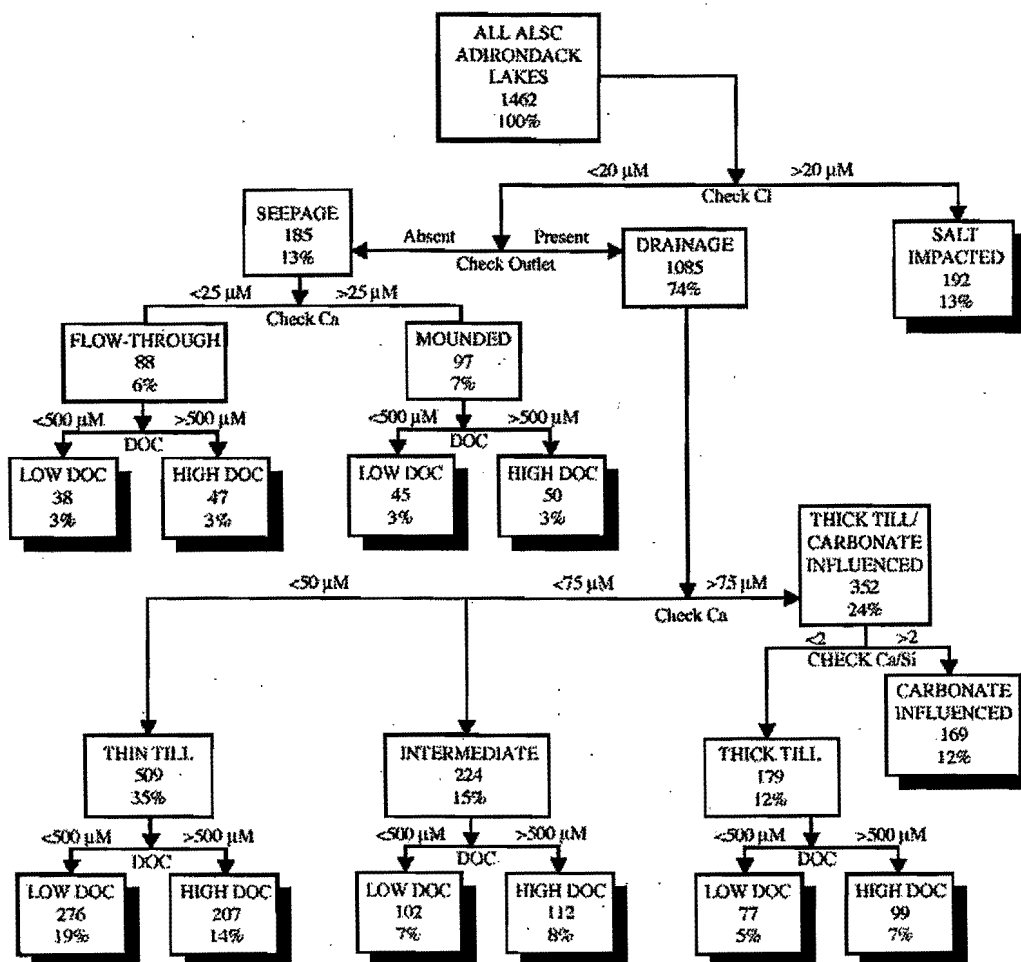 ALL ALSC
ADIRONDACK
LAKES
1462
100%
<20 µM
>20 µM
Check Cl
SEEPAGE
185
13%
Absent
Present
Check Outlet
DRAINAGE
1085
74%
SALT
IMPACTED
192
13%
<25 µM
>25 µM
Check Ca
FLOW-THROUGH
88
6%
MOUNDED
97
7%
<500 µM
>500 µM
DOC
<500 µM
>500 µM
DOC
LOW DOC
38
3%
HIGH DOC
47
3%
LOW DOC
45
3%
HIGH DOC
50
3%
THICK TILL/
CARBONATE
INFLUENCED
352
24%
<50 µM
<75 µM
>75 µM
Check Ca
<2
>2
CHECK Ca/Si
CARBONATE
INFLUENCED
169
12%
THIN TILL
509
35%
INTERMEDIATE
224
15%
THICK TILL
179
12%
<500 µM
>500 µM
DOC
<500 µM
>500 µM
DOC
<500 µM
>500 µM
DOC
LOW DOC
276
19%
HIGH DOC
207
14%
LOW DOC
102
7%
HIGH DOC
112
8%
LOW DOC
77
5%
HIGH DOC
99
7%